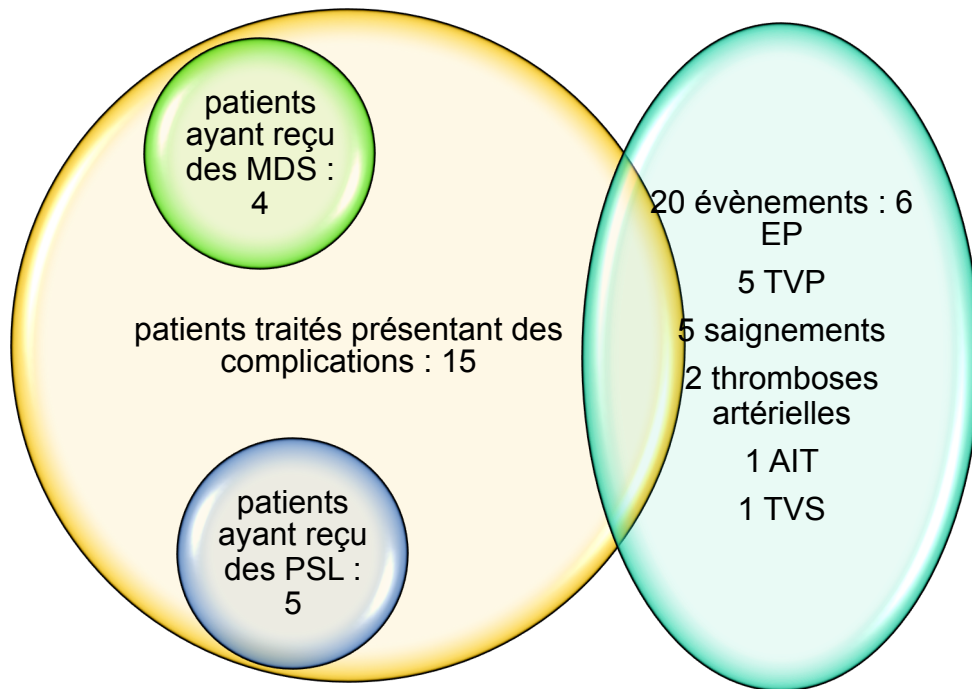 patients
ayant reçu
des MDS :
4
patients traités présentant des
complications : 15
patients
ayant reçu
des PSL :
5
20 évènements : 6
EP
5 TVP
5 saignements
2 thromboses
artérielles
1 AIT
1 TVS